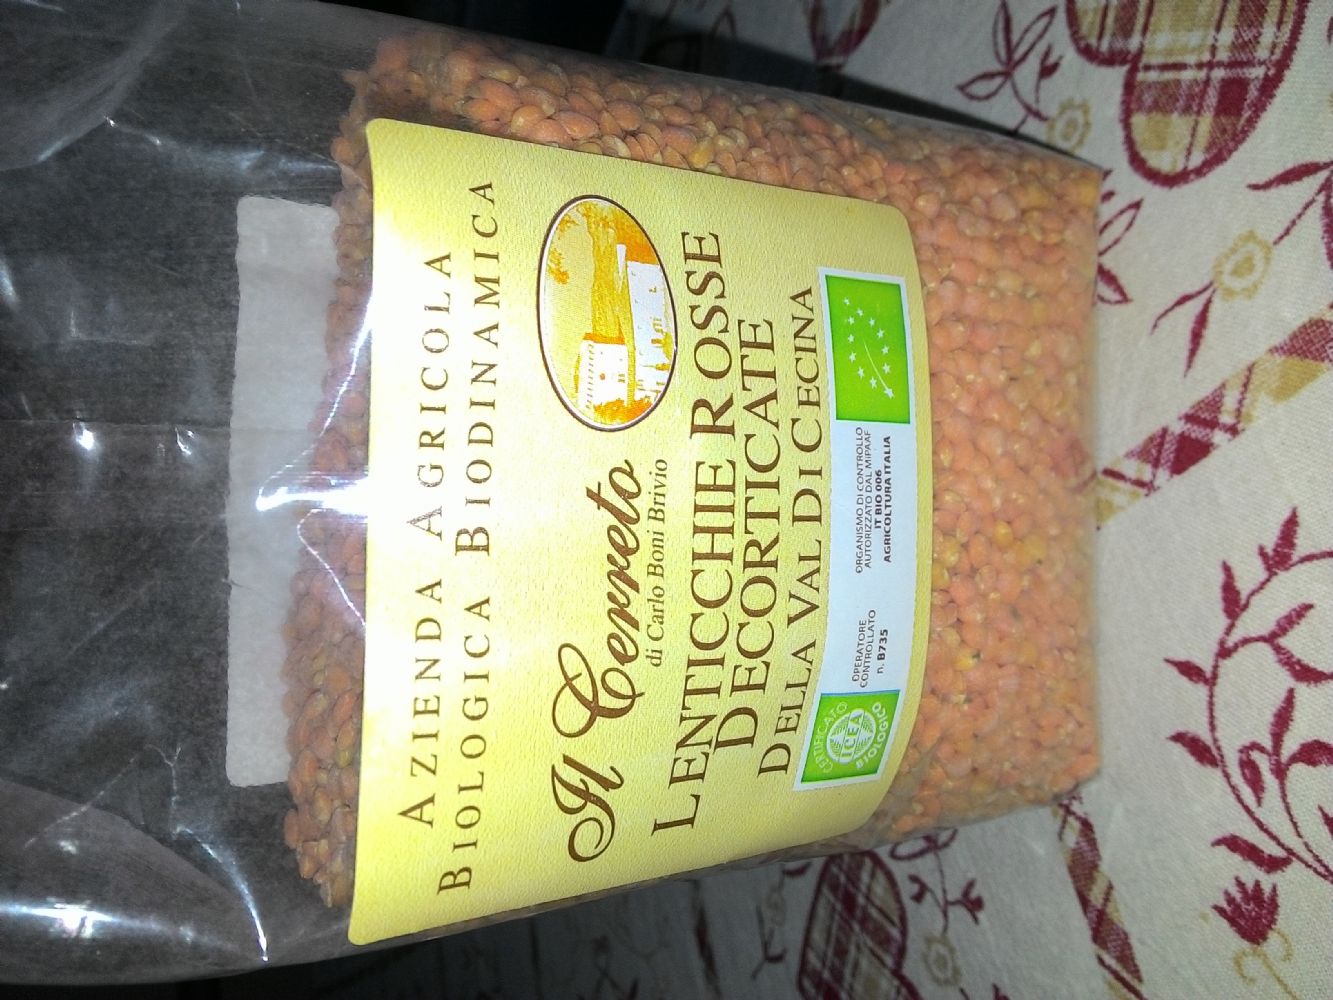 AZIENDA AGRICOLA
BIOLOGICA BIODINAMICA
Il Cerreto
di Carlo Boni Brivio
LENTICCHIE ROSSE
DECORTICATE
DELLA VAL DI CECINA
CERTIFICATO
ICEA
BIOLOGICO
OPERATORE
CONTROLLATO
n. B735
ORGANISMO DI CONTROLLO
AUTORIZZATO DAL MIPAAF
IT BIO 006
AGRICOLTURA ITALIA